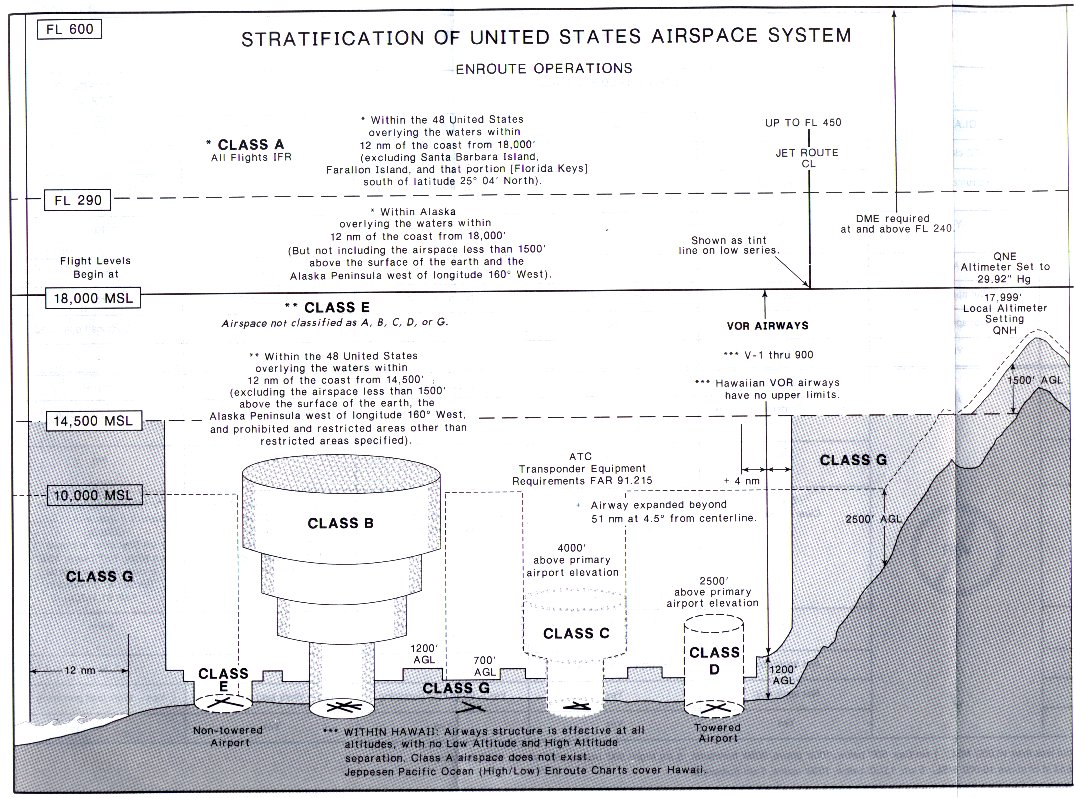 FL 600
STRATIFICATION OF UNITED STATES AIRSPACE SYSTEM
ENROUTE OPERATIONS
* CLASS A
All Flights IFR
* Within the 48 United States
overlying the waters within
12 nm of the coast from 18,000'
(excluding Santa Barbara Island,
Farallon Island, and that portion [Florida Keys]
south of latitude 25° 04' North).
UP TO FL 450
JET ROUTE
CL
FL 290
* Within Alaska
overlying the waters within
12 nm of the coast from 18,000'
(But not including the airspace less than 1500'
above the surface of the earth and the
Alaska Peninsula west of longitude 160° West).
DME required
at and above FL 240.
Shown as tint
line on low series.
Flight Levels
Begin at
18,000 MSL
QNE
Altimeter Set to
29.92" Hg
17,999'
Local Altimeter
Setting
QNH
** CLASS E
Airspace not classified as A, B, C, D, or G.
VOR AIRWAYS
*** V-1 thru 900
*** Hawaiian VOR airways
have no upper limits.
** Within the 48 United States
overlying the waters within
12 nm of the coast from 14,500'
(excluding the airspace less than 1500'
above the surface of the earth, the
Alaska Peninsula west of longitude 160° West,
and prohibited and restricted areas other than
restricted areas specified).
1500' AGL
14,500 MSL
ATC
Transponder Equipment
Requirements FAR 91.215
+ 4 nm
CLASS G
10,000 MSL
+ Airway expanded beyond
51 nm at 4.5° from centerline.
2500' AGL
CLASS B
4000'
above primary
airport elevation
CLASS G
2500'
above primary
airport elevation
CLASS C
1200'
AGL
700'
AGL
CLASS
D
12 nm
CLASS
E
CLASS G
1200'
AGL
Non-towered
Airport
Towered
Airport
*** WITHIN HAWAII: Airways structure is effective at all
altitudes, with no Low Altitude and High Altitude
separation. Class A airspace does not exist.
Jeppesen Pacific Ocean (High/Low) Enroute Charts cover Hawaii.